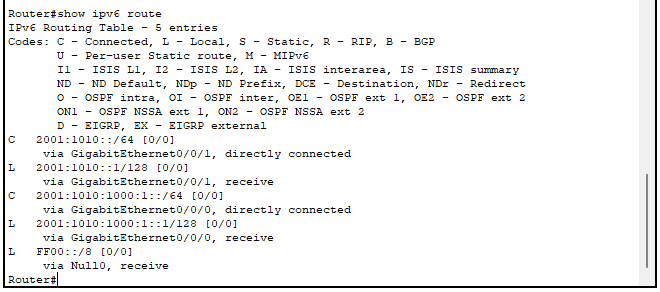 Router#show ipv6 route
IPv6 Routing Table - 5 entries
Codes: C - Connected, L - Local, S - Static, R - RIP, B - BGP
U - Per-user Static route, M - MIPv6
I1 - ISIS L1, I2 - ISIS L2, IA - ISIS interarea, IS - ISIS summary
ND - ND Default, NDp - ND Prefix, DCE - Destination, NDr - Redirect
O - OSPF intra, OI - OSPF inter, OE1 - OSPF ext 1, OE2 - OSPF ext 2
ON1 - OSPF NSSA ext 1, ON2 - OSPF NSSA ext 2
D - EIGRP, EX - EIGRP external
C   2001:1010::/64 [0/0]
via GigabitEthernet0/0/1, directly connected
L   2001:1010::1/128 [0/0]
via GigabitEthernet0/0/1, receive
C   2001:1010:1000:1::/64 [0/0]
via GigabitEthernet0/0/0, directly connected
L   2001:1010:1000:1::1/128 [0/0]
via GigabitEthernet0/0/0, receive
L   FF00::/8 [0/0]
via Null0, receive
Router#